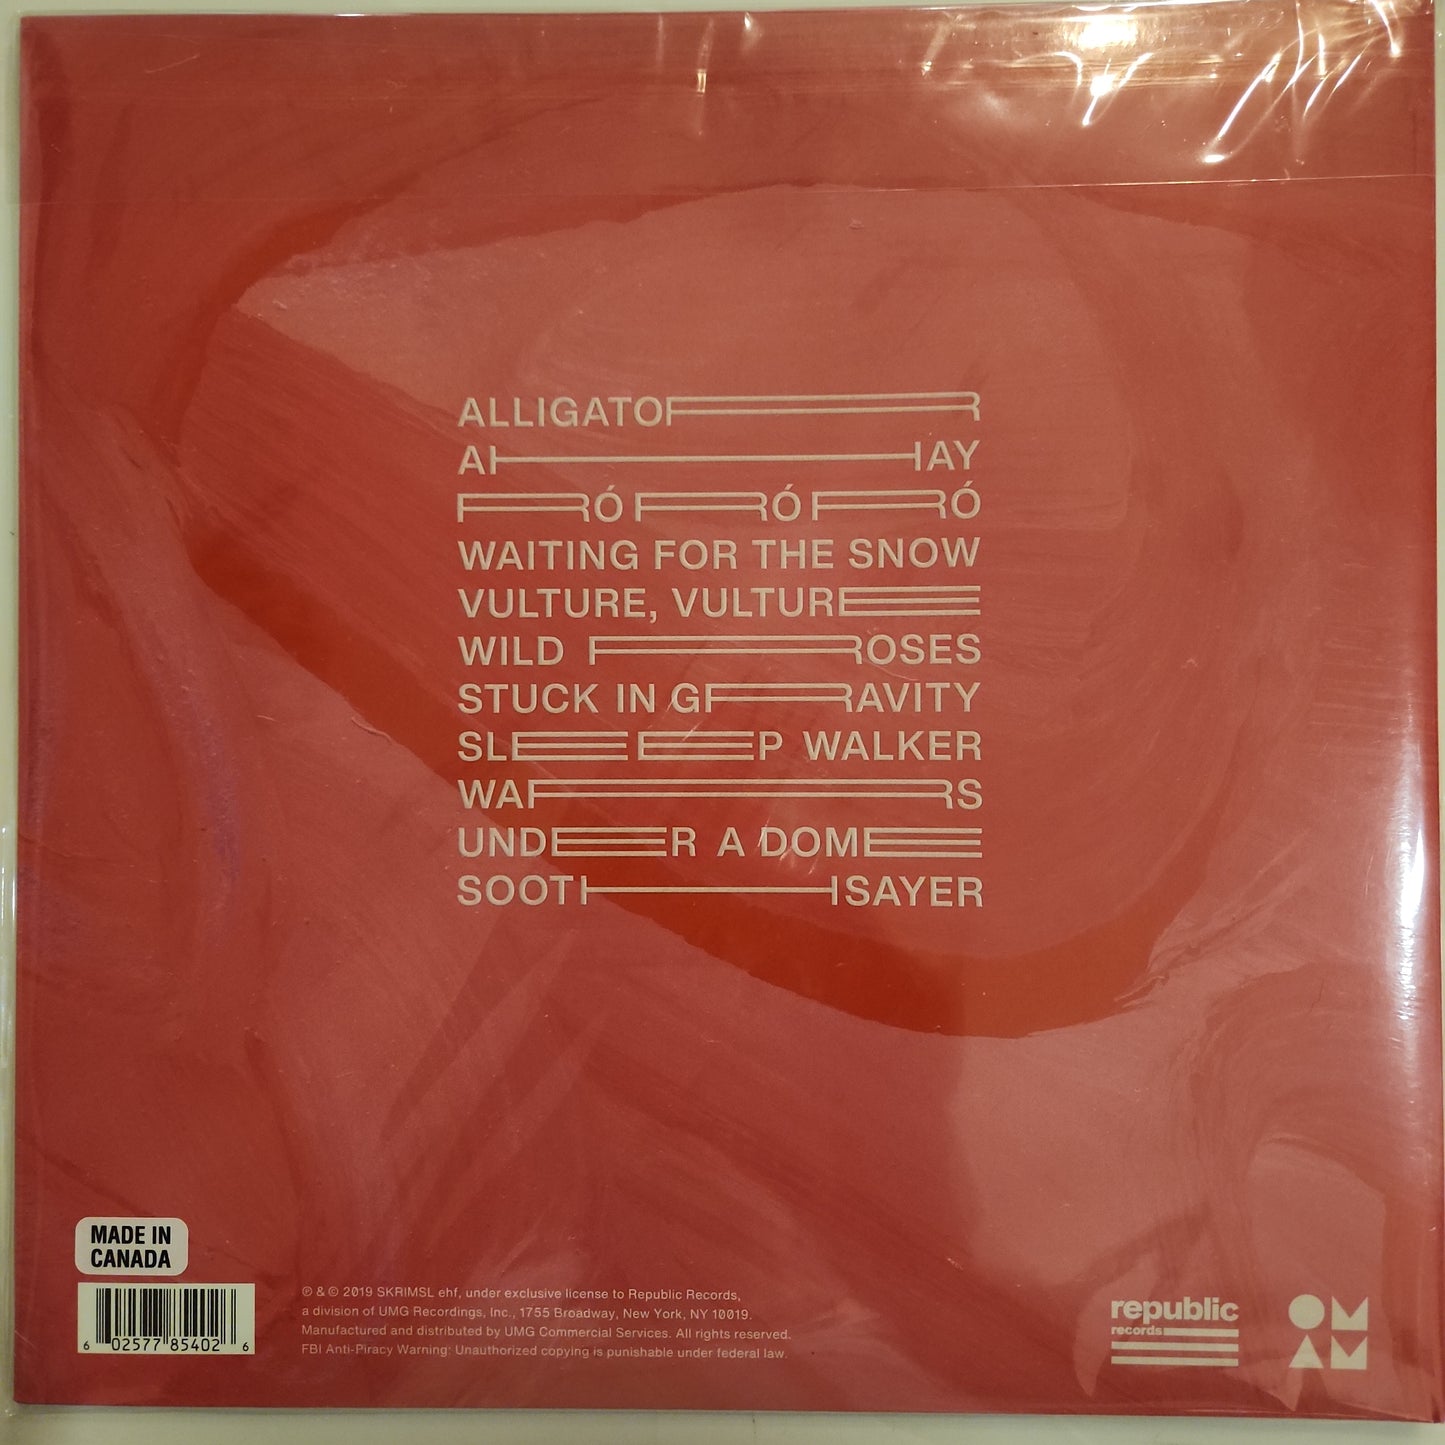 ALLIGATOR
AHAY
RÓRÓRÓ
WAITING FOR THE SNOW
VULTURE, VULTURE
WILD ROSES
STUCK IN GRAVITY
SLEEPWALKER
WARS
UNDER A DOME
SOOTHSAYER
MADE IN
CANADA
6 02577 85402 6
℗ & © 2019 SKRIMSL ehf, under exclusive license to Republic Records,
a division of UMG Recordings, Inc., 1755 Broadway, New York, NY 10019.
Manufactured and distributed by UMG Commercial Services. All rights reserved.
FBI Anti-Piracy Warning: Unauthorized copying is punishable under federal law.
republic
records
OM
AM